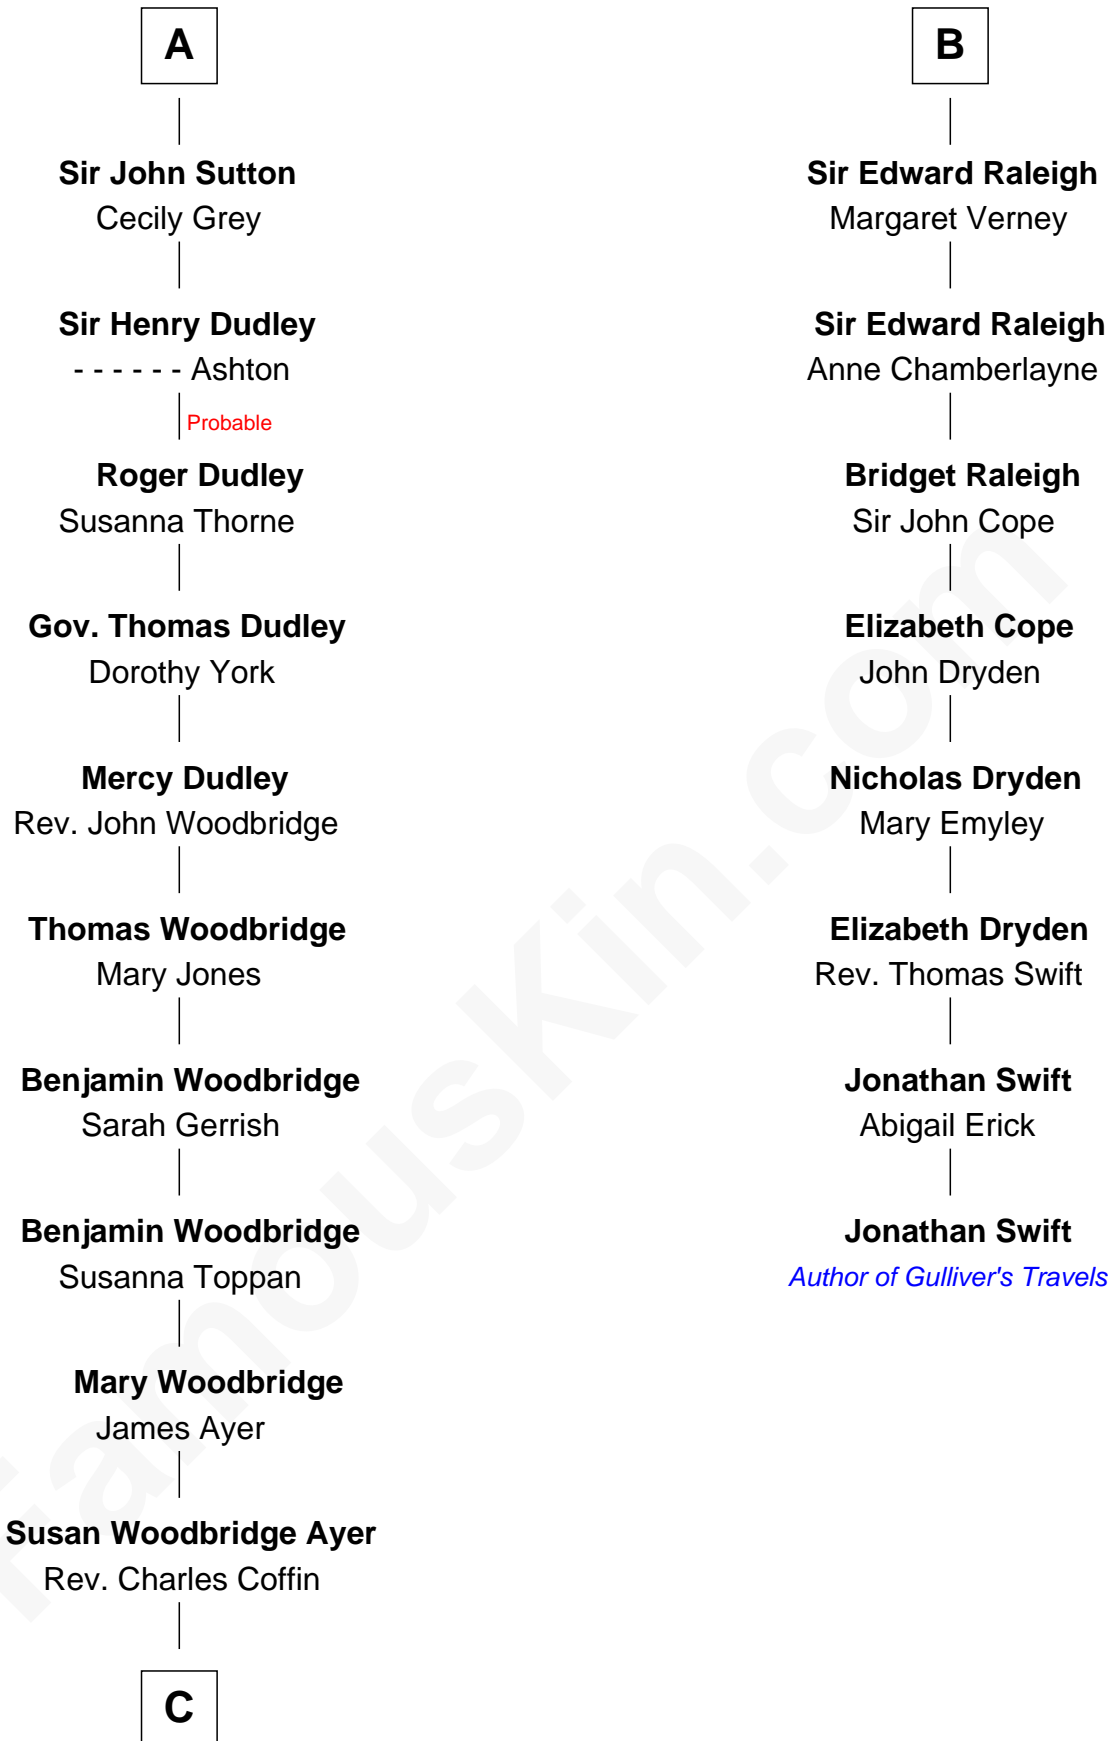 A
Sir John Sutton
Cecily Grey
Sir Henry Dudley
- - - - - - Ashton
Probable
Roger Dudley
Susanna Thorne
Gov. Thomas Dudley
Dorothy York
Mercy Dudley
Rev. John Woodbridge
Thomas Woodbridge
Mary Jones
Benjamin Woodbridge
Sarah Gerrish
Benjamin Woodbridge
Susanna Toppan
Mary Woodbridge
James Ayer
Susan Woodbridge Ayer
Rev. Charles Coffin
C
B
Sir Edward Raleigh
Margaret Verney
Sir Edward Raleigh
Anne Chamberlayne
Bridget Raleigh
Sir John Cope
Elizabeth Cope
John Dryden
Nicholas Dryden
Mary Emyley
Elizabeth Dryden
Rev. Thomas Swift
Jonathan Swift
Abigail Erick
Jonathan Swift
Author of Gulliver's Travels
famouskin.com